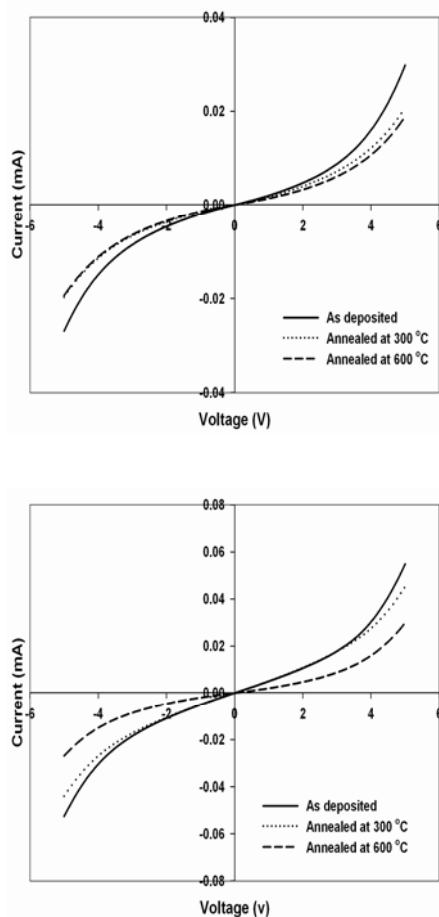 0.04
0.02
0.00
-6 -4 -2 0 2 4 6
-0.02
-0.04
Current (mA)
As deposited
Annealed at 300 °C
Annealed at 600 °C
Voltage (V)
0.08
0.06
0.04
0.02
0.00
-6 -4 -2 0 2 4 6
-0.02
-0.04
-0.06
-0.08
Current (mA)
As deposited
Annealed at 300 °C
Annealed at 600 °C
Voltage (v)